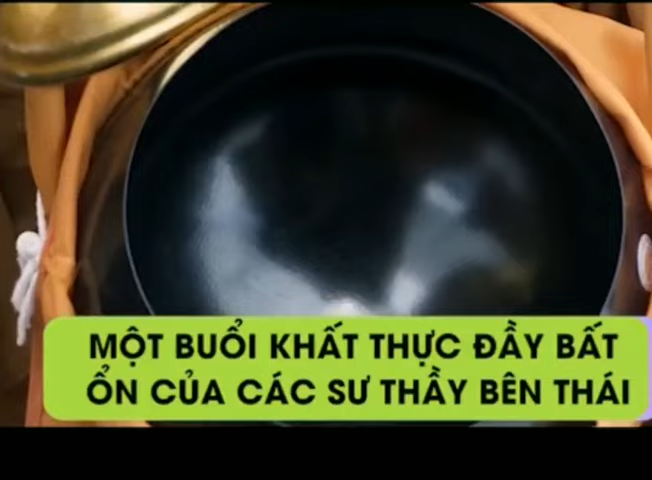 MỘT BUỔI KHẤT THỰC ĐẦY BẤT
ỔN CỦA CÁC SƯ THẦY BÊN THÁI